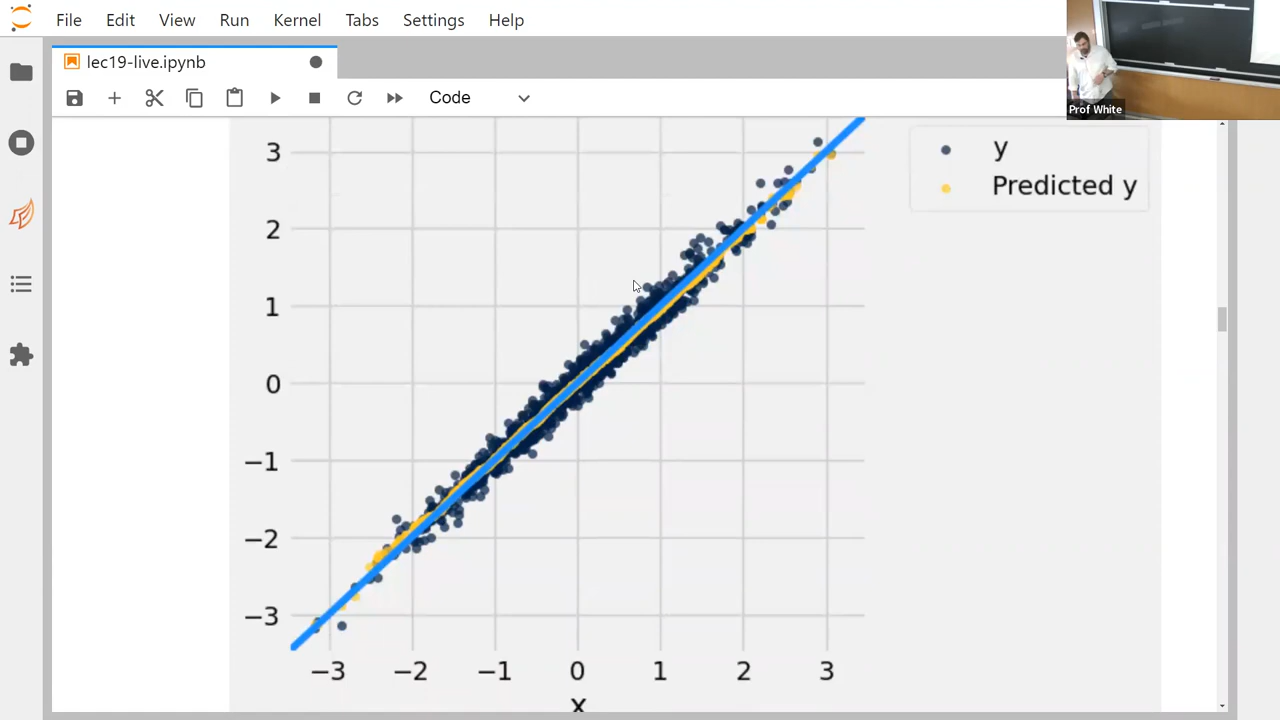 File Edit View Run Kernel Tabs Settings Help
Prof White
lec19-live.ipynb
Code
y
Predicted y
3
2
1
0
−1
−2
−3
−3 −2 −1 0 1 2 3
x